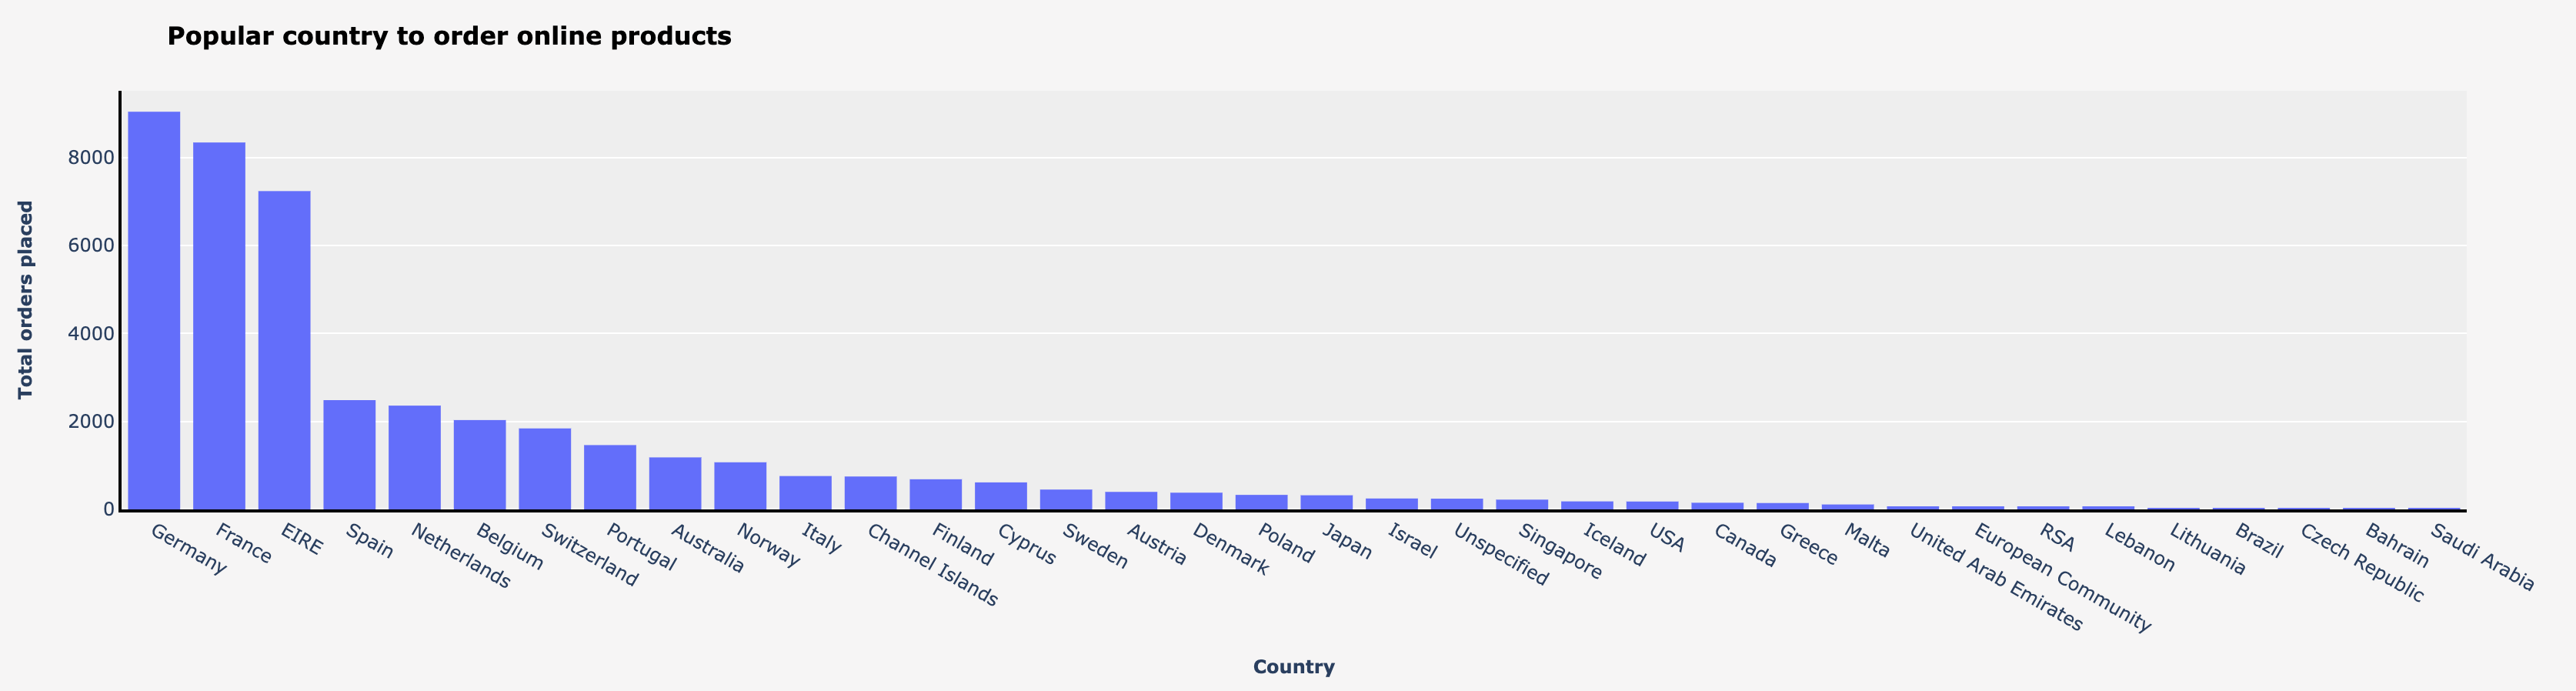 Popular country to order online products
Total orders placed
8000
6000
4000
2000
0
Germany
France
EIRE
Spain
Netherlands
Belgium
Switzerland
Portugal
Australia
Norway
Italy
Channel Islands
Finland
Cyprus
Sweden
Austria
Denmark
Poland
Japan
Israel
Unspecified
Singapore
Iceland
USA
Canada
Greece
Malta
United Arab Emirates
European Community
RSA
Lebanon
Lithuania
Brazil
Czech Republic
Bahrain
Saudi Arabia
Country